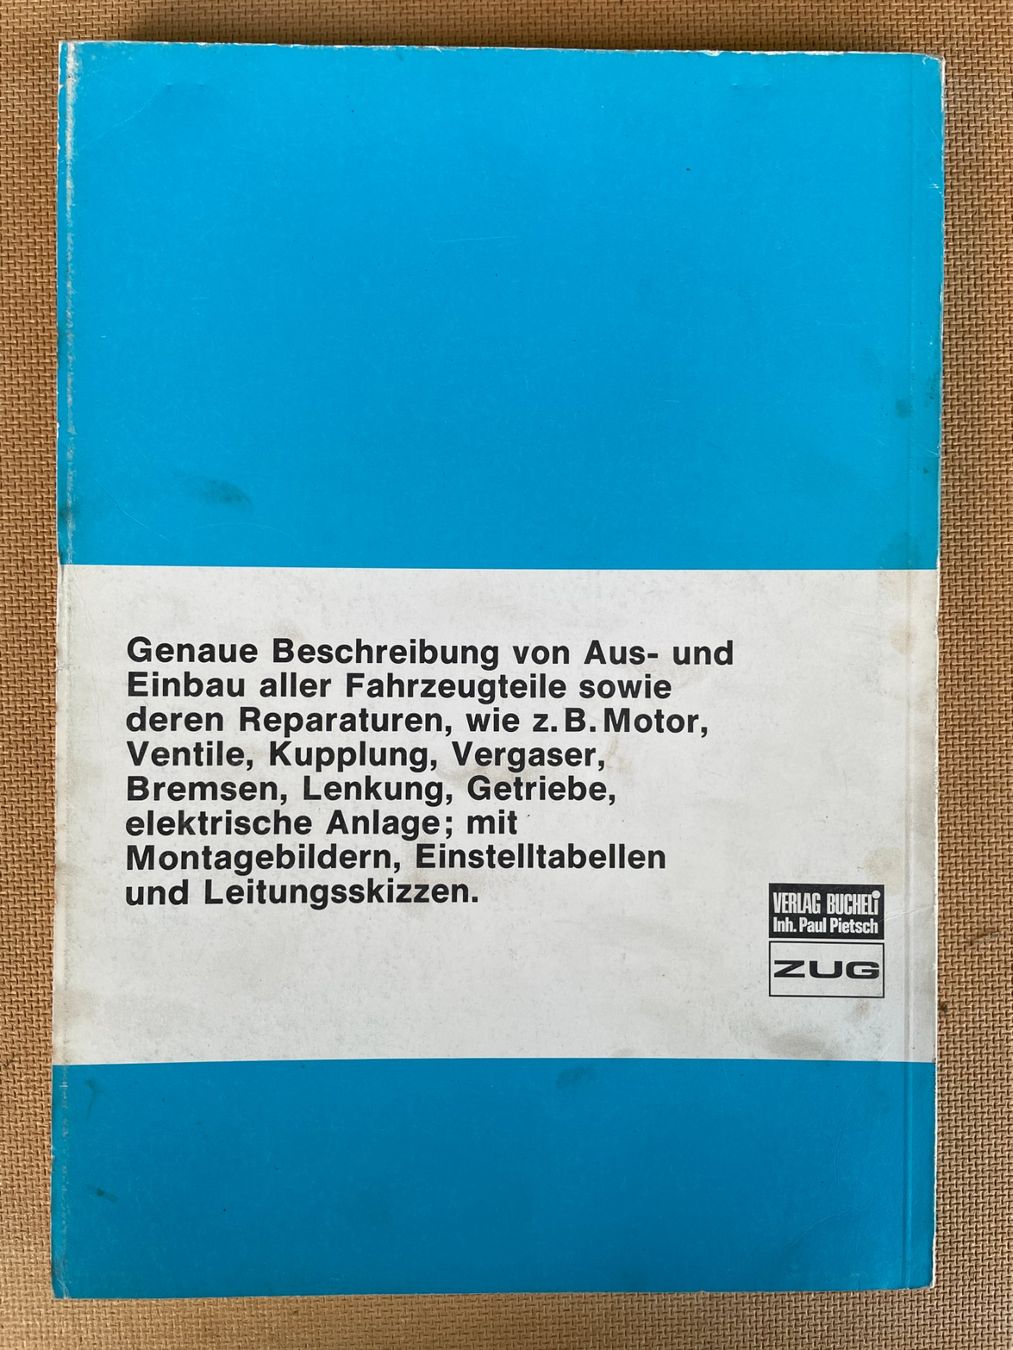 Genaue Beschreibung von Aus- und
Einbau aller Fahrzeugteile sowie
deren Reparaturen, wie z.B. Motor,
Ventile, Kupplung, Vergaser,
Bremsen, Lenkung, Getriebe,
elektrische Anlage; mit
Montagebildern, Einstelltabellen
und Leitungsskizzen.
VERLAG BUCHELI
Inh. Paul Pietsch
ZUG